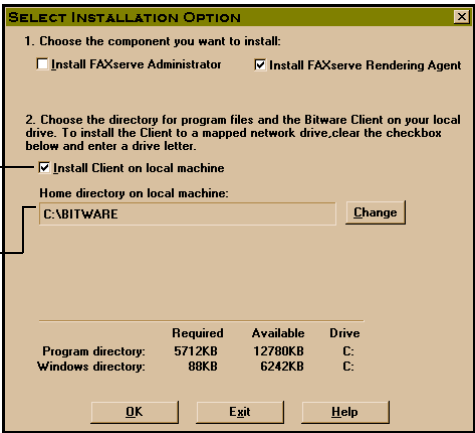 SELECT INSTALLATION OPTION
1. Choose the component you want to install:
Install FAXserve Administrator Install FAXserve Rendering Agent
2. Choose the directory for program files and the Bitware Client on your local
drive. To install the Client to a mapped network drive,clear the checkbox
below and enter a drive letter.
Install Client on local machine
Home directory on local machine:
C:\BITWARE Change
Required Available Drive
Program directory: 5712KB 12780KB C:
Windows directory: 88KB 6242KB C:
OK Exit Help